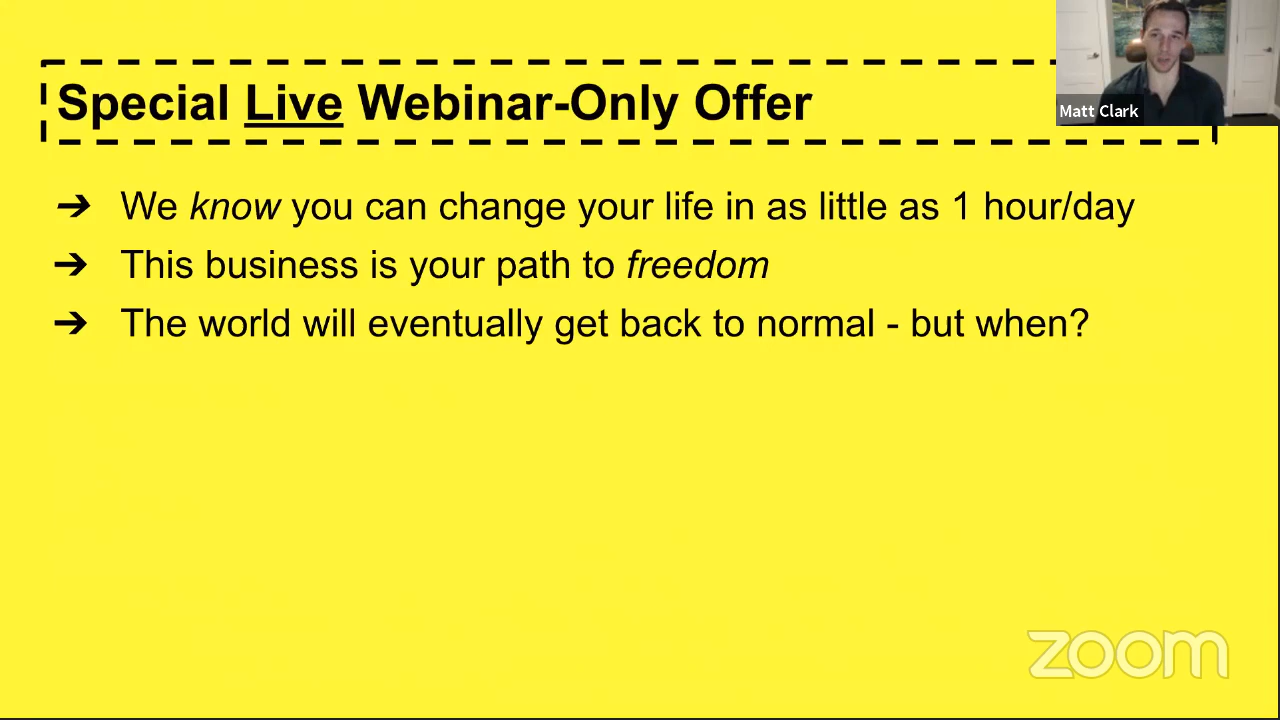 Special Live Webinar-Only Offer
Matt Clark
➔ We know you can change your life in as little as 1 hour/day
➔ This business is your path to freedom
➔ The world will eventually get back to normal - but when?
zoom